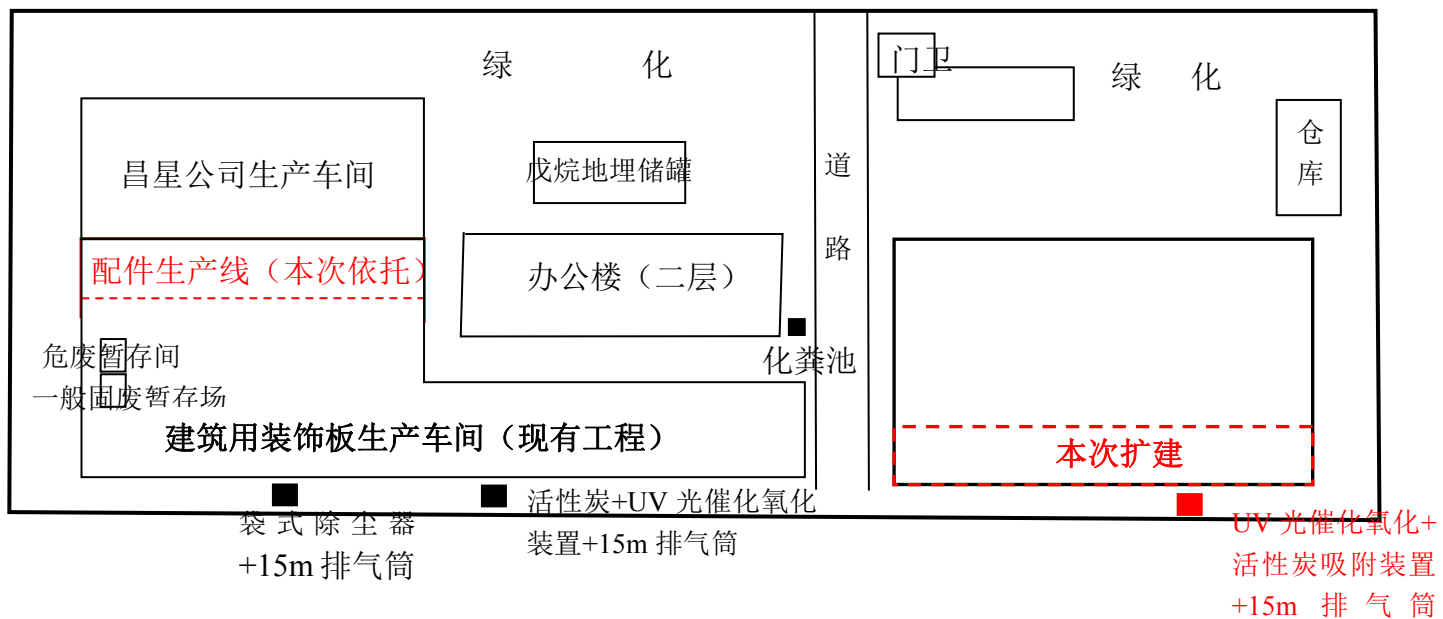 绿 化
门卫
绿 化
仓
库
昌星公司生产车间
戊烷地埋储罐
道
路
配件生产线（本次依托）
办公楼（二层）
危废暂存间
化粪池
一般固废暂存场
建筑用装饰板生产车间（现有工程）
本次扩建
袋式除尘器
+15m 排气筒
活性炭+UV 光催化氧化
装置+15m 排气筒
UV 光催化氧化+
活性炭吸附装置
+15m 排气筒